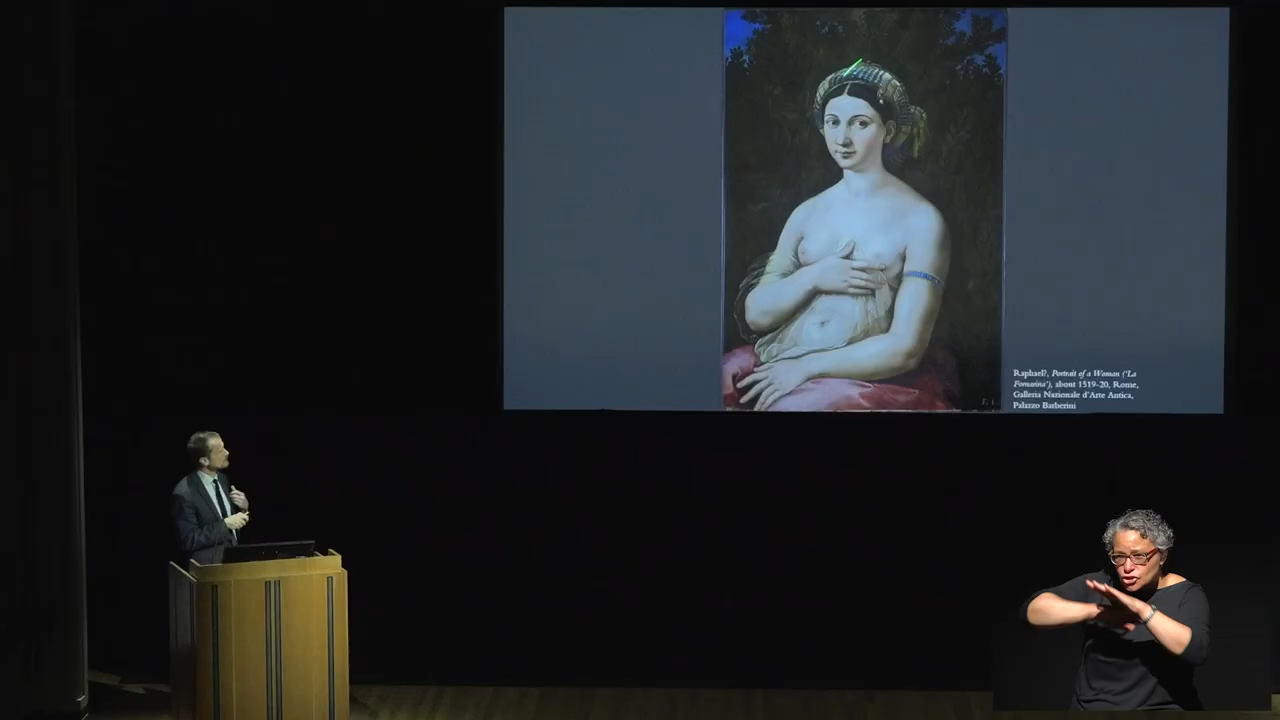 Raphael?, Portrait of a Woman ('La
Fornarina'), about 1519-20, Rome,
Galleria Nazionale d'Arte Antica,
Palazzo Barberini